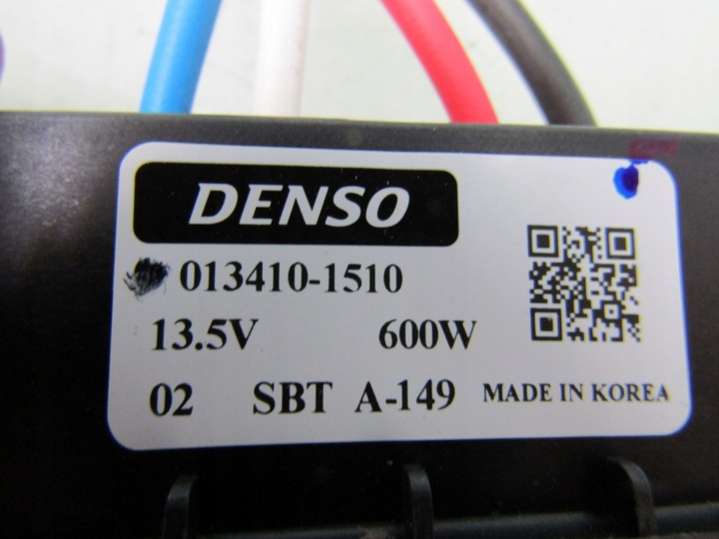 DENSO
013410-1510
13.5V 600W
02 SBT A-149 MADE IN KOREA